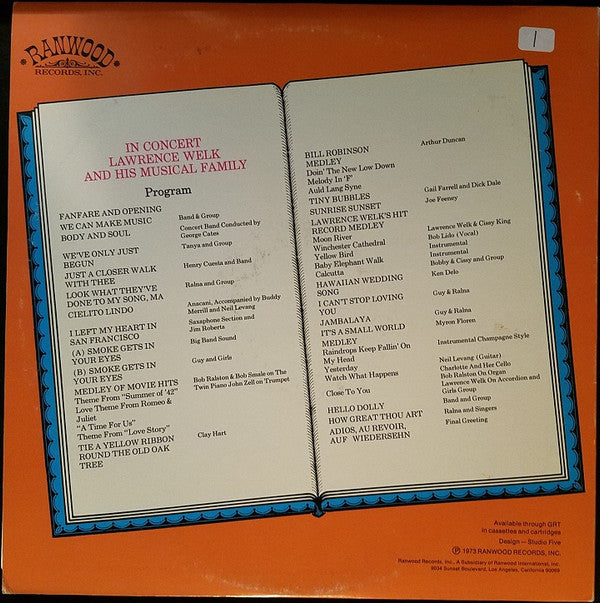 RANWOOD
RECORDS, INC.
1
IN CONCERT
LAWRENCE WELK
AND HIS MUSICAL FAMILY
Program
FANFARE AND OPENING
WE CAN MAKE MUSIC Band & Group
BODY AND SOUL Concert Band Conducted by
George Cates
WE'VE ONLY JUST Tanya and Group
BEGUN
JUST A CLOSER WALK Henry Cuesta and Band
WITH THEE
LOOK WHAT THEY'VE Ralna and Group
DONE TO MY SONG, MA
CIELITO LINDO Anacani, Accompanied by Buddy
Merrill and Neil Levang
I LEFT MY HEART IN Saxophone Section and
SAN FRANCISCO Jim Roberts
(A) SMOKE GETS IN Big Band Sound
YOUR EYES
(B) SMOKE GETS IN Guy and Girls
YOUR EYES
MEDLEY OF MOVIE HITS Bob Ralston & Bob Smale on The
Theme From "Summer of '42" Twin Piano John Zell on Trumpet
Love Theme From Romeo &
Juliet
"A Time For Us"
Theme From "Love Story"
TIE A YELLOW RIBBON Clay Hart
ROUND THE OLD OAK
TREE
BILL ROBINSON Arthur Duncan
MEDLEY
Doin' The New Low Down
Melody In 'F'
Auld Lang Syne
TINY BUBBLES Gail Farrell and Dick Dale
SUNRISE SUNSET Joe Feeney
LAWRENCE WELK'S HIT
RECORD MEDLEY
Moon River Lawrence Welk & Cissy King
Winchester Cathedral Bob Lido (Vocal)
Yellow Bird Instrumental
Baby Elephant Walk Instrumental
Calcutta Bobby & Cissy and Group
HAWAIIAN WEDDING Ken Delo
SONG
I CAN'T STOP LOVING Guy & Ralna
YOU
JAMBALAYA Guy & Ralna
IT'S A SMALL WORLD Myron Floren
MEDLEY Instrumental Champagne Style
Raindrops Keep Fallin' On
My Head Neil Levang (Guitar)
Yesterday Charlotte And Her Cello
Watch What Happens Bob Ralston On Organ
Close To You Lawrence Welk On Accordion and
Girls Group
HELLO DOLLY Band and Group
HOW GREAT THOU ART Ralna and Singers
ADIOS, AU REVOIR, Final Greeting
AUF WIEDERSEHN
Available through GRT
in cassettes and cartridges
Design — Studio Five
Ⓟ 1973 RANWOOD RECORDS, INC.
Ranwood Records, Inc., A Subsidiary of Ranwood International, Inc.
9034 Sunset Boulevard, Los Angeles, California 90069